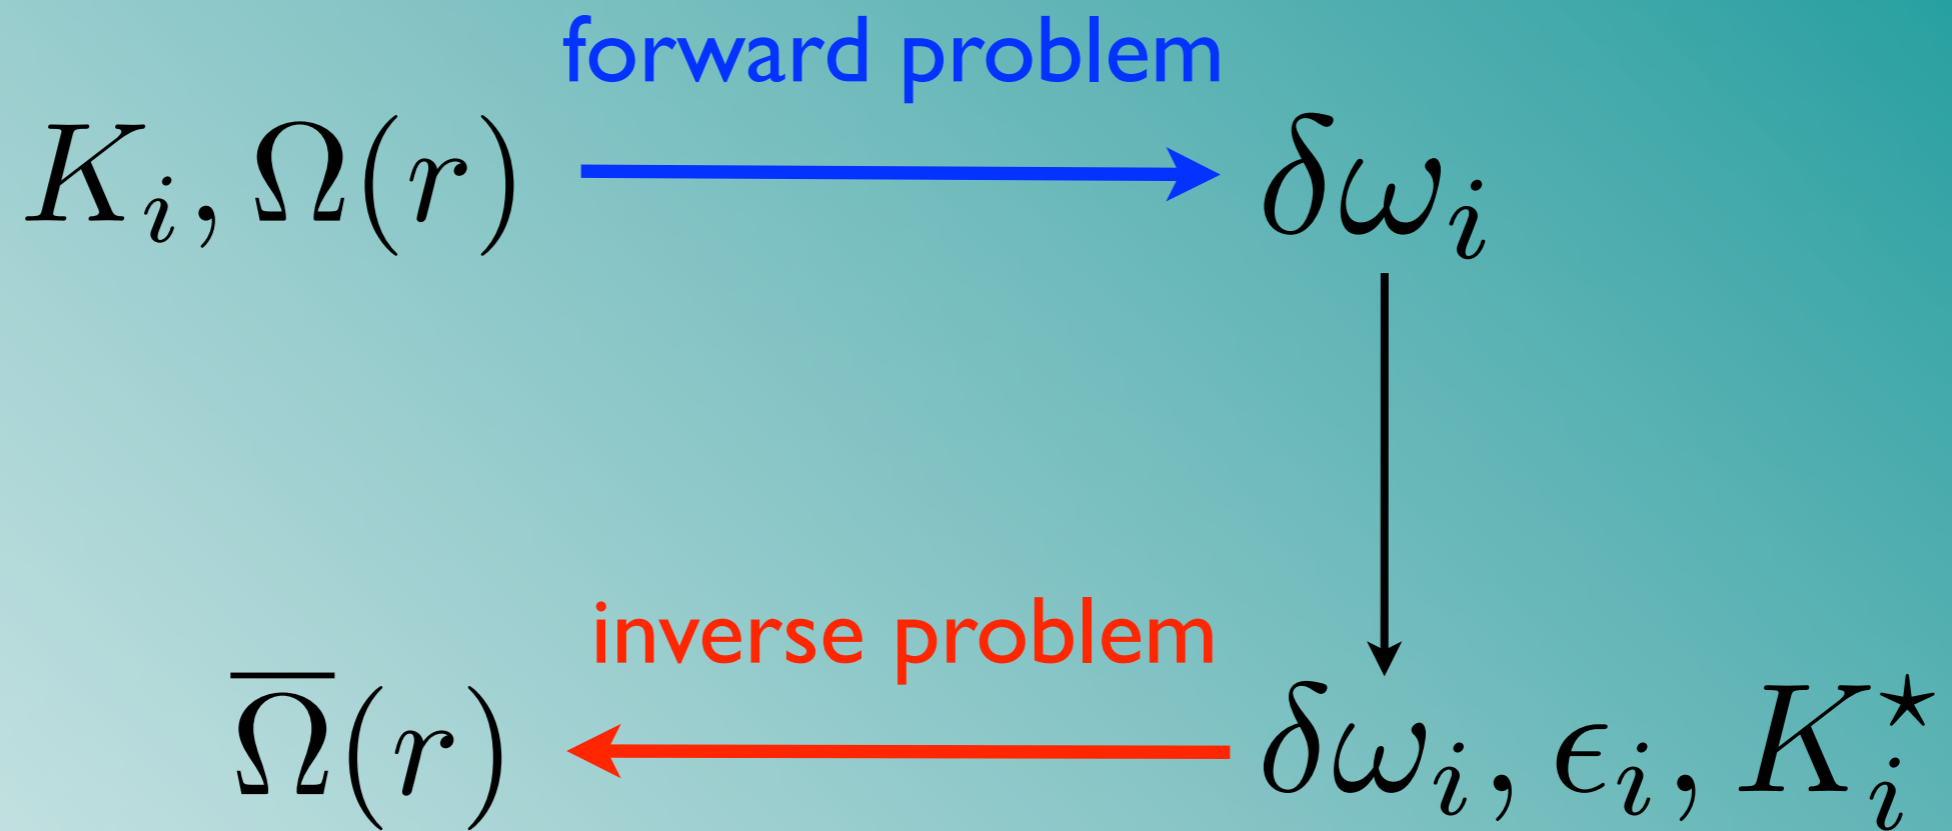 forward problem
K_i, Ω(r) δω_i
inverse problem
Ω̅(r) δω_i, ϵ_i, K_i^⋆